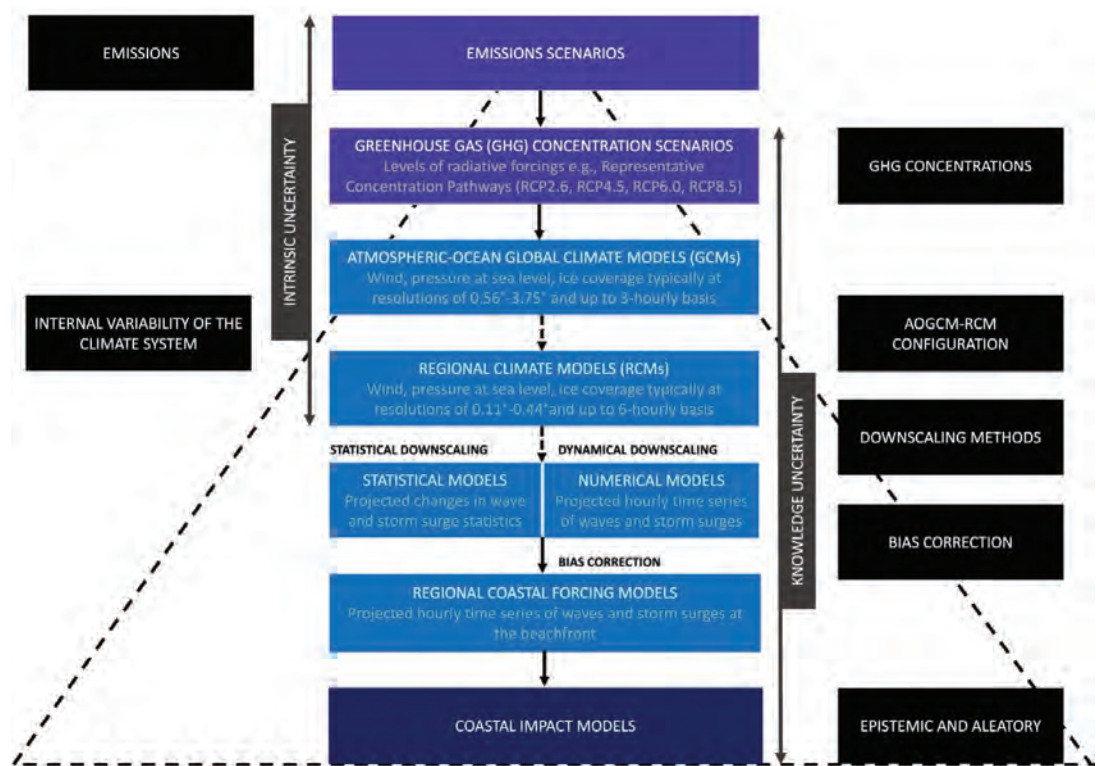 EMISSIONS
EMISSIONS SCENARIOS
GREENHOUSE GAS (GHG) CONCENTRATION SCENARIOS
Levels of radiative forcings e.g., Representative
Concentration Pathways (RCP2.6, RCP4.5, RCP6.0, RCP8.5)
GHG CONCENTRATIONS
INTRINSIC UNCERTAINTY
ATMOSPHERIC-OCEAN GLOBAL CLIMATE MODELS (GCMs)
Wind, pressure at sea level, ice coverage typically at
resolutions of 0.56°-3.75° and up to 3-hourly basis
INTERNAL VARIABILITY OF THE
CLIMATE SYSTEM
AOGCM-RCM
CONFIGURATION
REGIONAL CLIMATE MODELS (RCMs)
Wind, pressure at sea level, ice coverage typically at
resolutions of 0.11°-0.44°and up to 6-hourly basis
KNOWLEDGE UNCERTAINTY
DOWNSCALING METHODS
STATISTICAL DOWNSCALING
DYNAMICAL DOWNSCALING
STATISTICAL MODELS
Projected changes in wave
and storm surge statistics
NUMERICAL MODELS
Projected hourly time series
of waves and storm surges
BIAS CORRECTION
BIAS CORRECTION
REGIONAL COASTAL FORCING MODELS
Projected hourly time series of waves and storm surges at
the beachfront
COASTAL IMPACT MODELS
EPISTEMIC AND ALEATORY